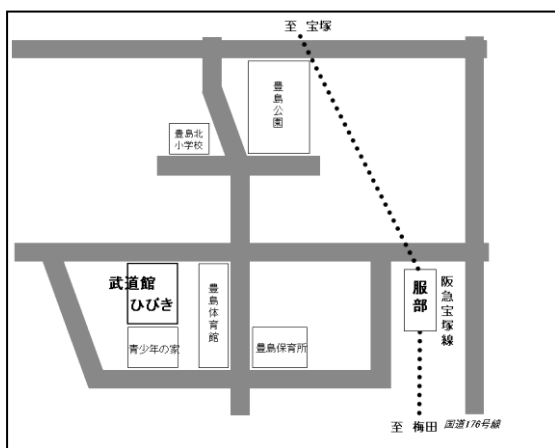 至 宝塚
豊島公園
豊島北
小学校
武道館
ひびき
豊島体育館
服部
阪急宝塚線
青少年の家
豊島保育所
至 梅田
国道176号線